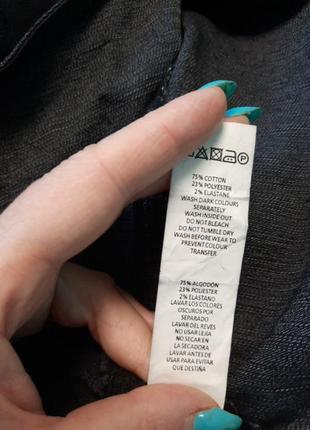 P
75% COTTON
23% POLYESTER
2% ELASTANE
WASH DARK COLOURS
SEPARATELY
WASH INSIDE OUT
DO NOT BLEACH
DO NOT TUMBLE DRY
WASH BEFORE WEAR TO
PREVENT COLOUR
TRANSFER
75% ALGODÓN
23% POLIESTER
2% ELASTANO
LAVAR LOS COLORES
OSCUROS POR
SEPARADO
LAVAR DEL REVÉS
NO USAR LEJÍA
NO SECAR EN
LA SECADORA
LAVAR ANTES DE
USAR PARA EVITAR
QUE DESTIÑA